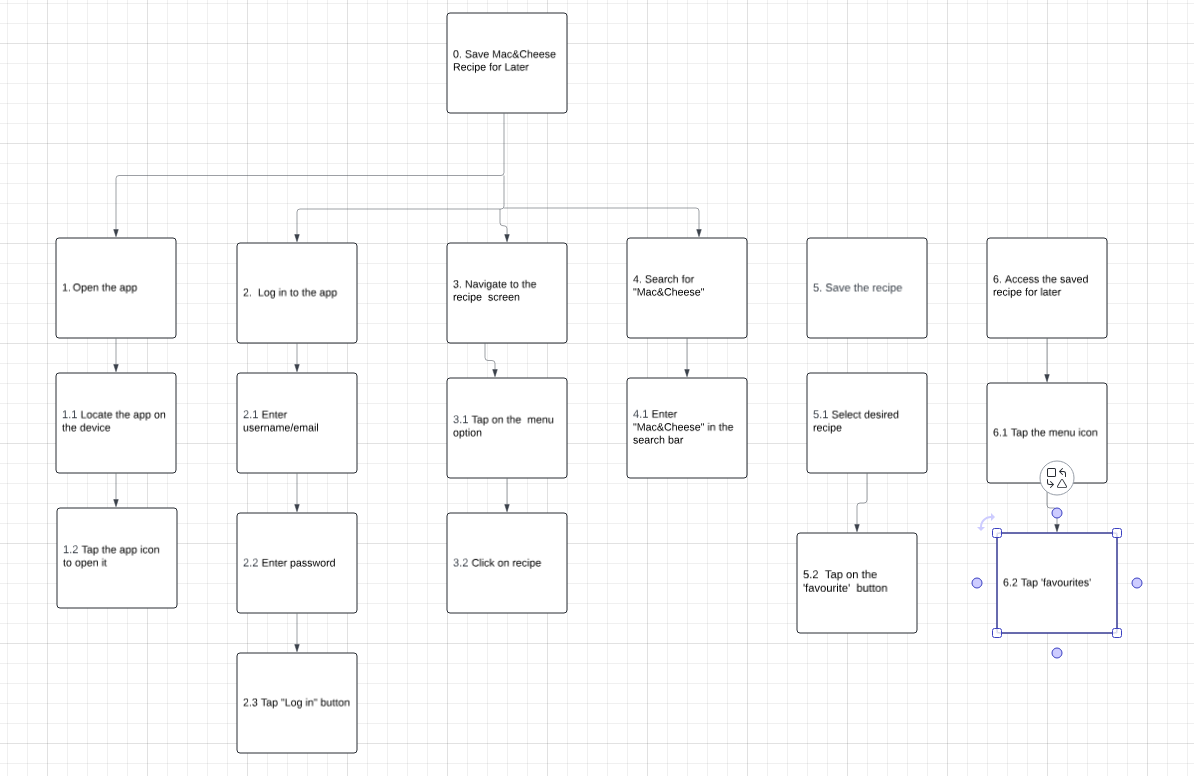 0. Save Mac&Cheese
Recipe for Later
1. Open the app
2. Log in to the app
3. Navigate to the
recipe screen
4. Search for
"Mac&Cheese"
5. Save the recipe
6. Access the saved
recipe for later
1.1 Locate the app on
the device
2.1 Enter
username/email
3.1 Tap on the menu
option
4.1 Enter
"Mac&Cheese" in the
search bar
5.1 Select desired
recipe
6.1 Tap the menu icon
1.2 Tap the app icon
to open it
2.2 Enter password
3.2 Click on recipe
5.2 Tap on the
'favourite' button
6.2 Tap 'favourites'
2.3 Tap "Log in" button